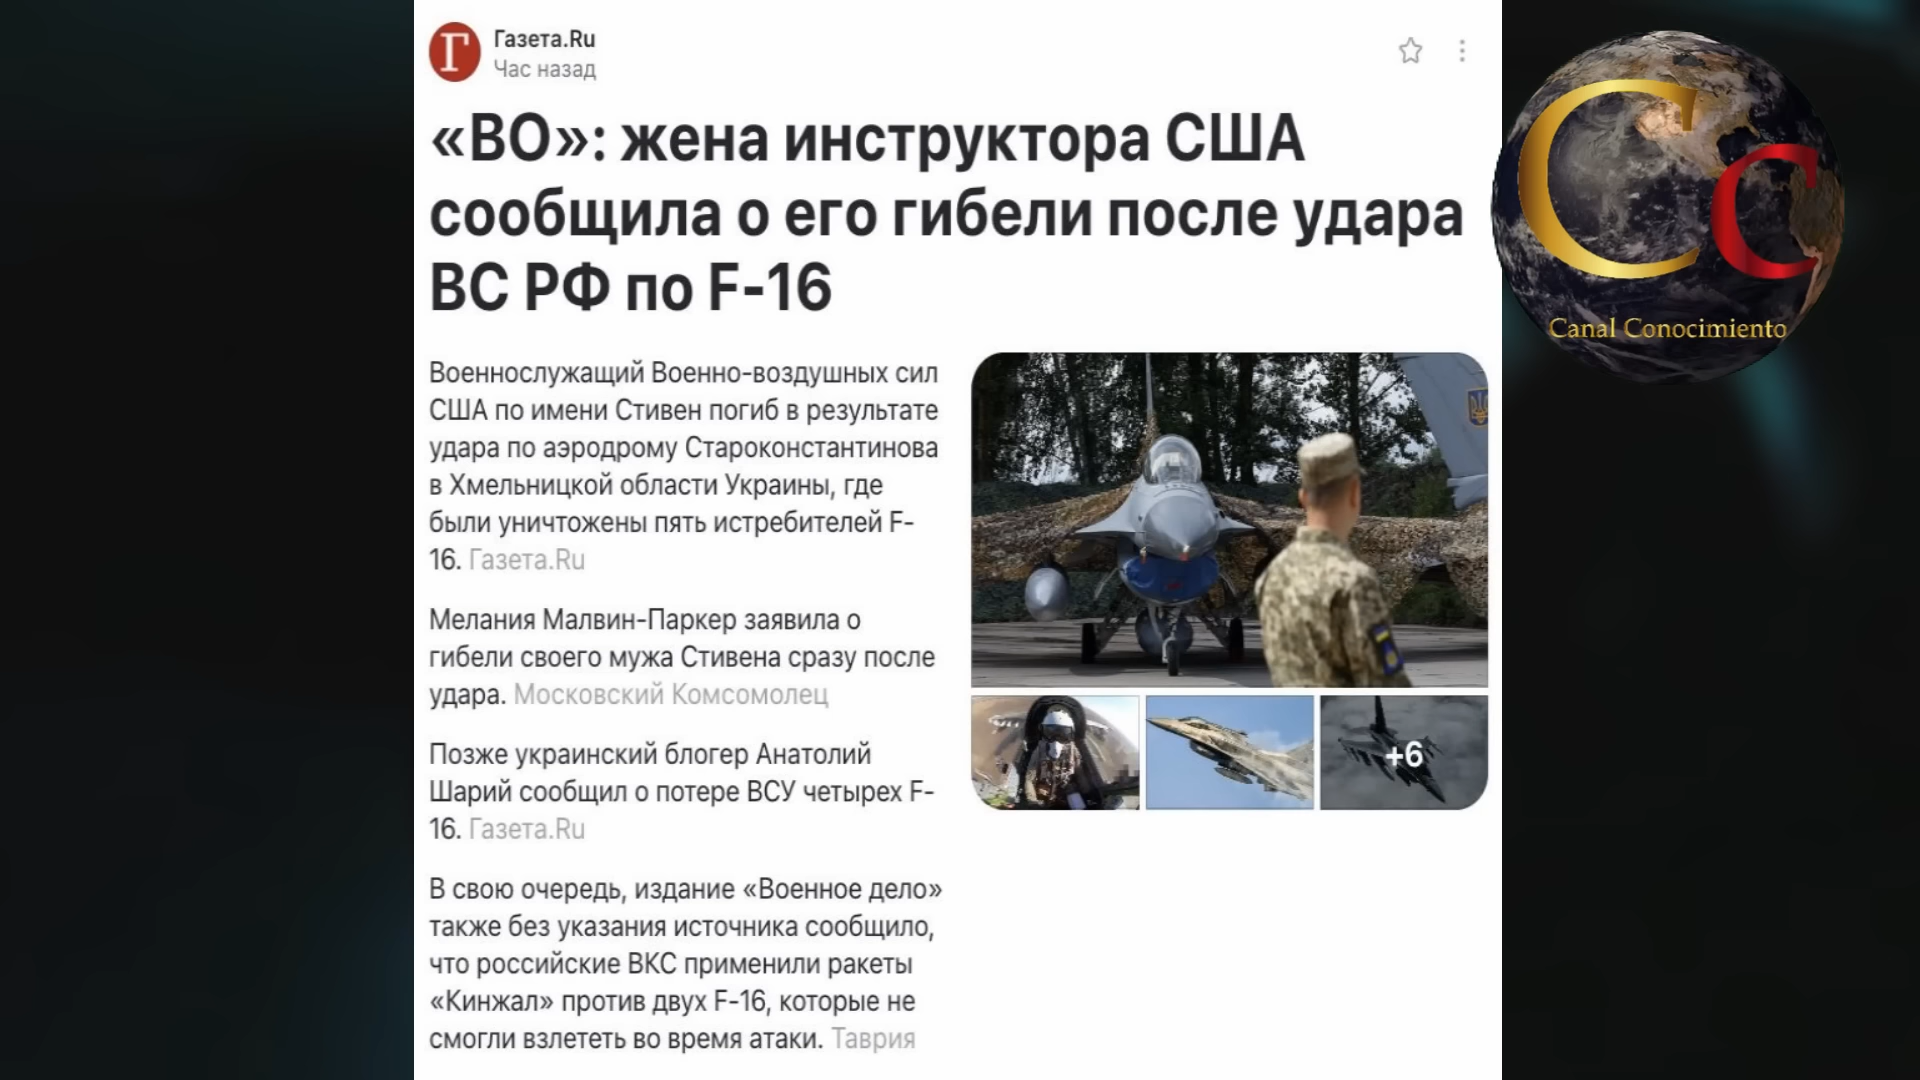 Газета.Ru
Час назад
«ВО»: жена инструктора США
сообщила о его гибели после удара
ВС РФ по F-16
Военнослужащий Военно-воздушных сил
США по имени Стивен погиб в результате
удара по аэродрому Староконстантинова
в Хмельницкой области Украины, где
были уничтожены пять истребителей F-
16. Газета.Ru
Мелания Малвин-Паркер заявила о
гибели своего мужа Стивена сразу после
удара. Московский Комсомолец
Позже украинский блогер Анатолий
Шарий сообщил о потере ВСУ четырех F-
16. Газета.Ru
В свою очередь, издание «Военное дело»
также без указания источника сообщило,
что российские ВКС применили ракеты
«Кинжал» против двух F-16, которые не
смогли взлететь во время атаки. Таврия
+6
Cc
Canal Conocimiento